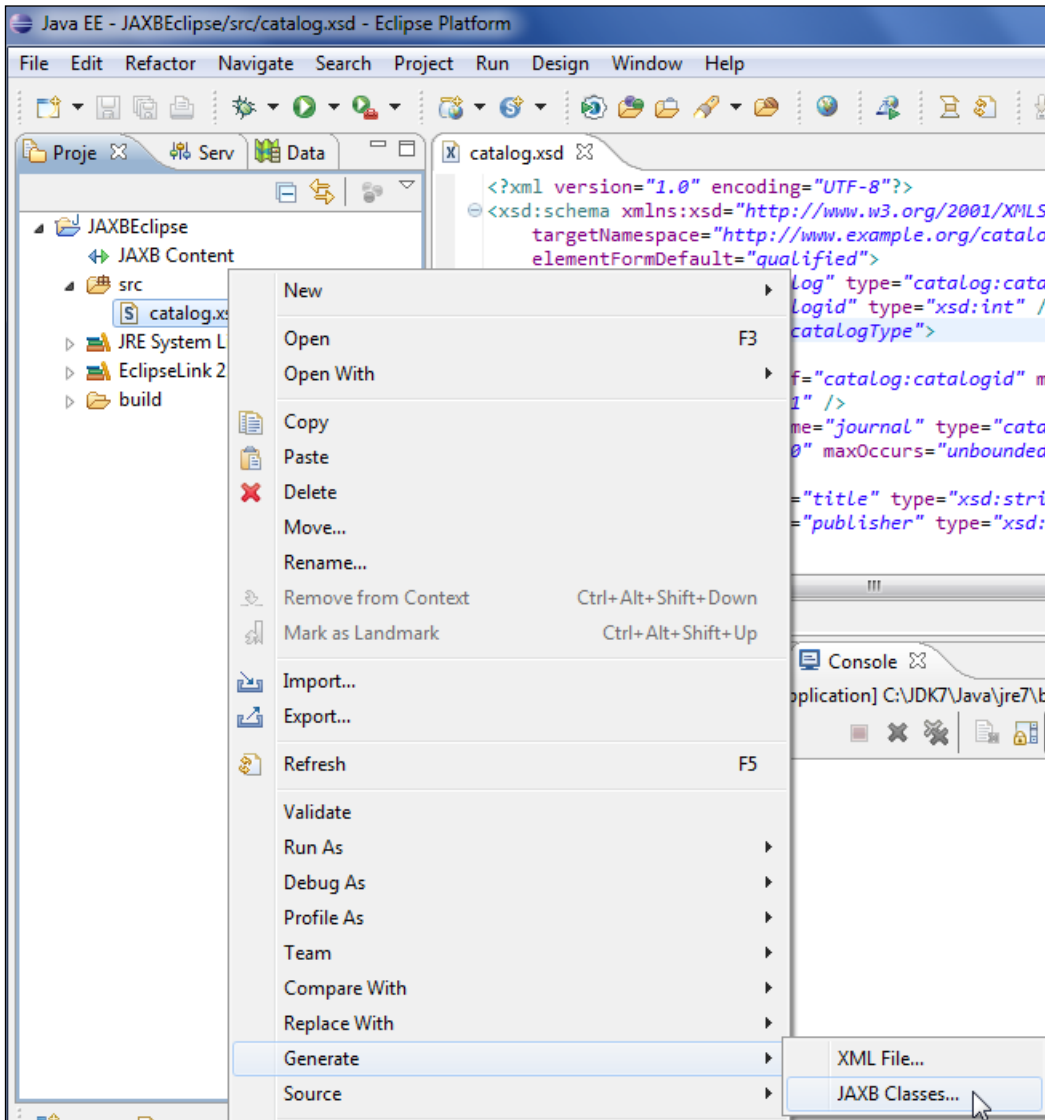 Java EE - JAXBEclipse/src/catalog.xsd - Eclipse Platform
File Edit Refactor Navigate Search Project Run Design Window Help
Proje Serv Data
catalog.xsd
<?xml version="1.0" encoding="UTF-8"?>
<xsd:schema xmlns:xsd="http://www.w3.org/2001/XMLS
targetNamespace="http://www.example.org/catalo
elementFormDefault="qualified">
log" type="catalog:cata
logid" type="xsd:int" /
catalogType">
f="catalog:catalogid" m
1" />
me="journal" type="cata
0" maxOccurs="unbounded
="title" type="xsd:stri
="publisher" type="xsd:
JAXBEclipse
JAXB Content
src
catalog.xs
JRE System L
EclipseLink 2
build
New
Open F3
Open With
Copy
Paste
Delete
Move...
Rename...
Remove from Context Ctrl+Alt+Shift+Down
Mark as Landmark Ctrl+Alt+Shift+Up
Import...
Export...
Refresh F5
Validate
Run As
Debug As
Profile As
Team
Compare With
Replace With
Generate
Source
XML File...
JAXB Classes...
Console
pplication] C:\JDK7\Java\jre7\b